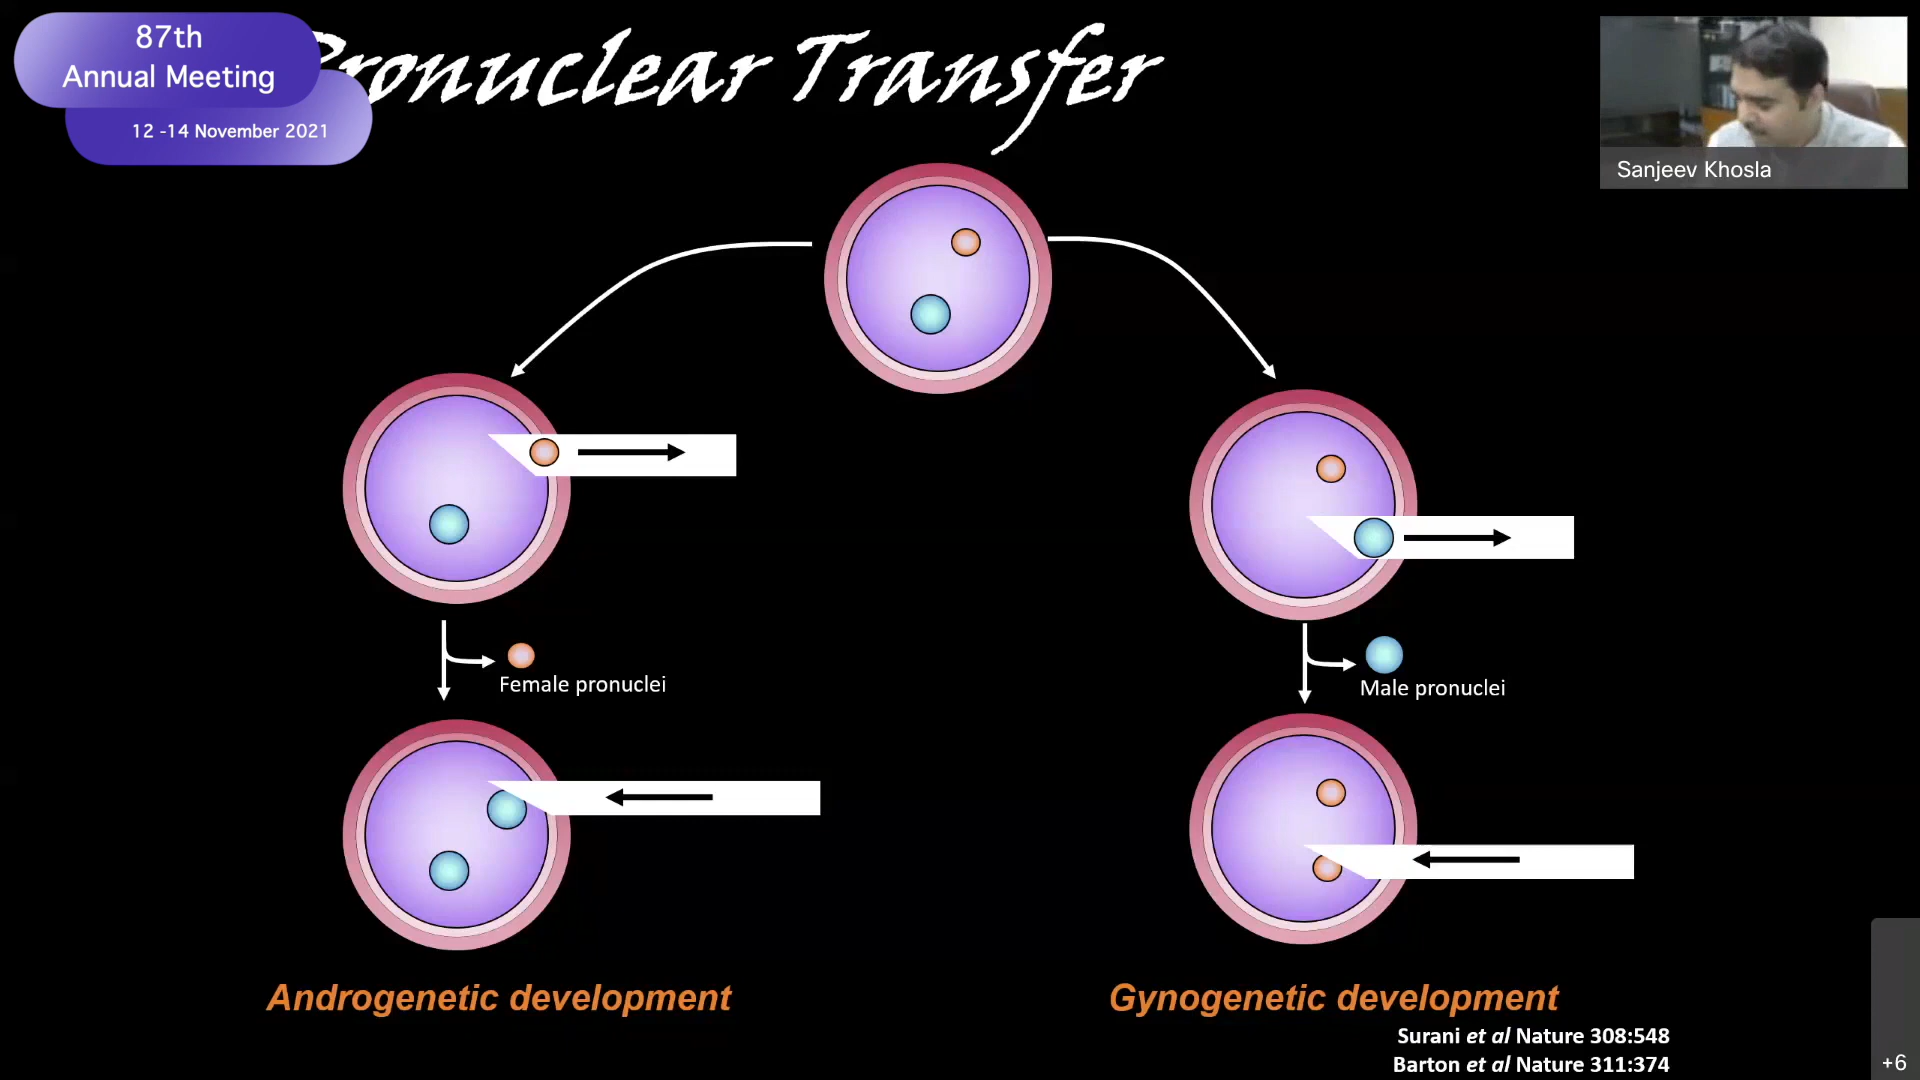 87th
Annual Meeting
12 -14 November 2021
Pronuclear Transfer
Sanjeev Khosla
Female pronuclei
Male pronuclei
Androgenetic development
Gynogenetic development
Surani et al Nature 308:548
Barton et al Nature 311:374
+6